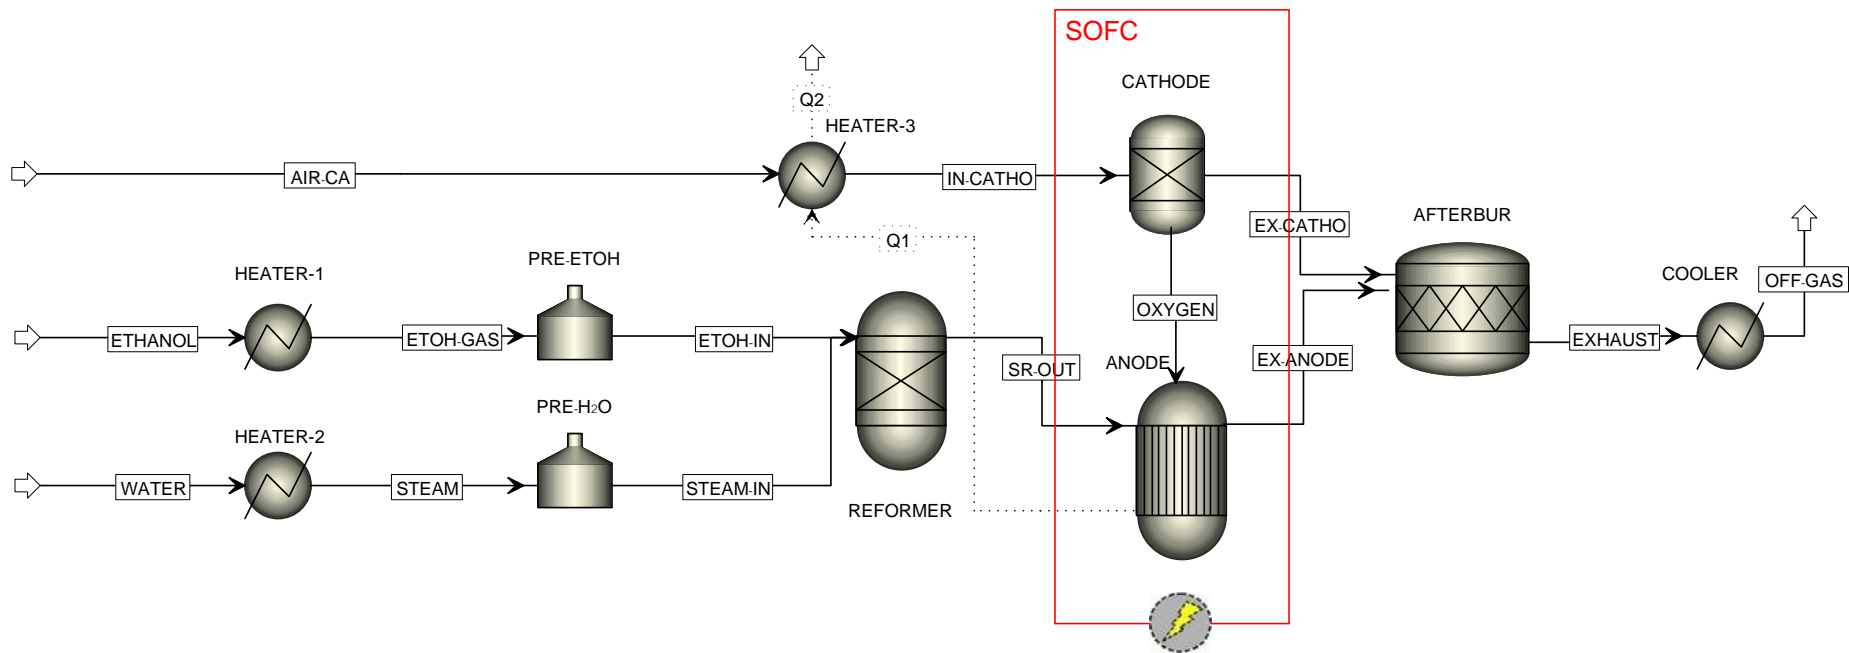 SOFC
CATHODE
Q2
HEATER-3
AIR-CA
IN-CATHO
AFTERBUR
EX-CATHO
Q1
PRE-ETOH
HEATER-1
COOLER
OFF-GAS
OXYGEN
ETHANOL
ETOH-GAS
ETOH-IN
EXHAUST
SR-OUT
ANODE
EX-ANODE
PRE-H₂O
HEATER-2
WATER
STEAM
STEAM-IN
REFORMER